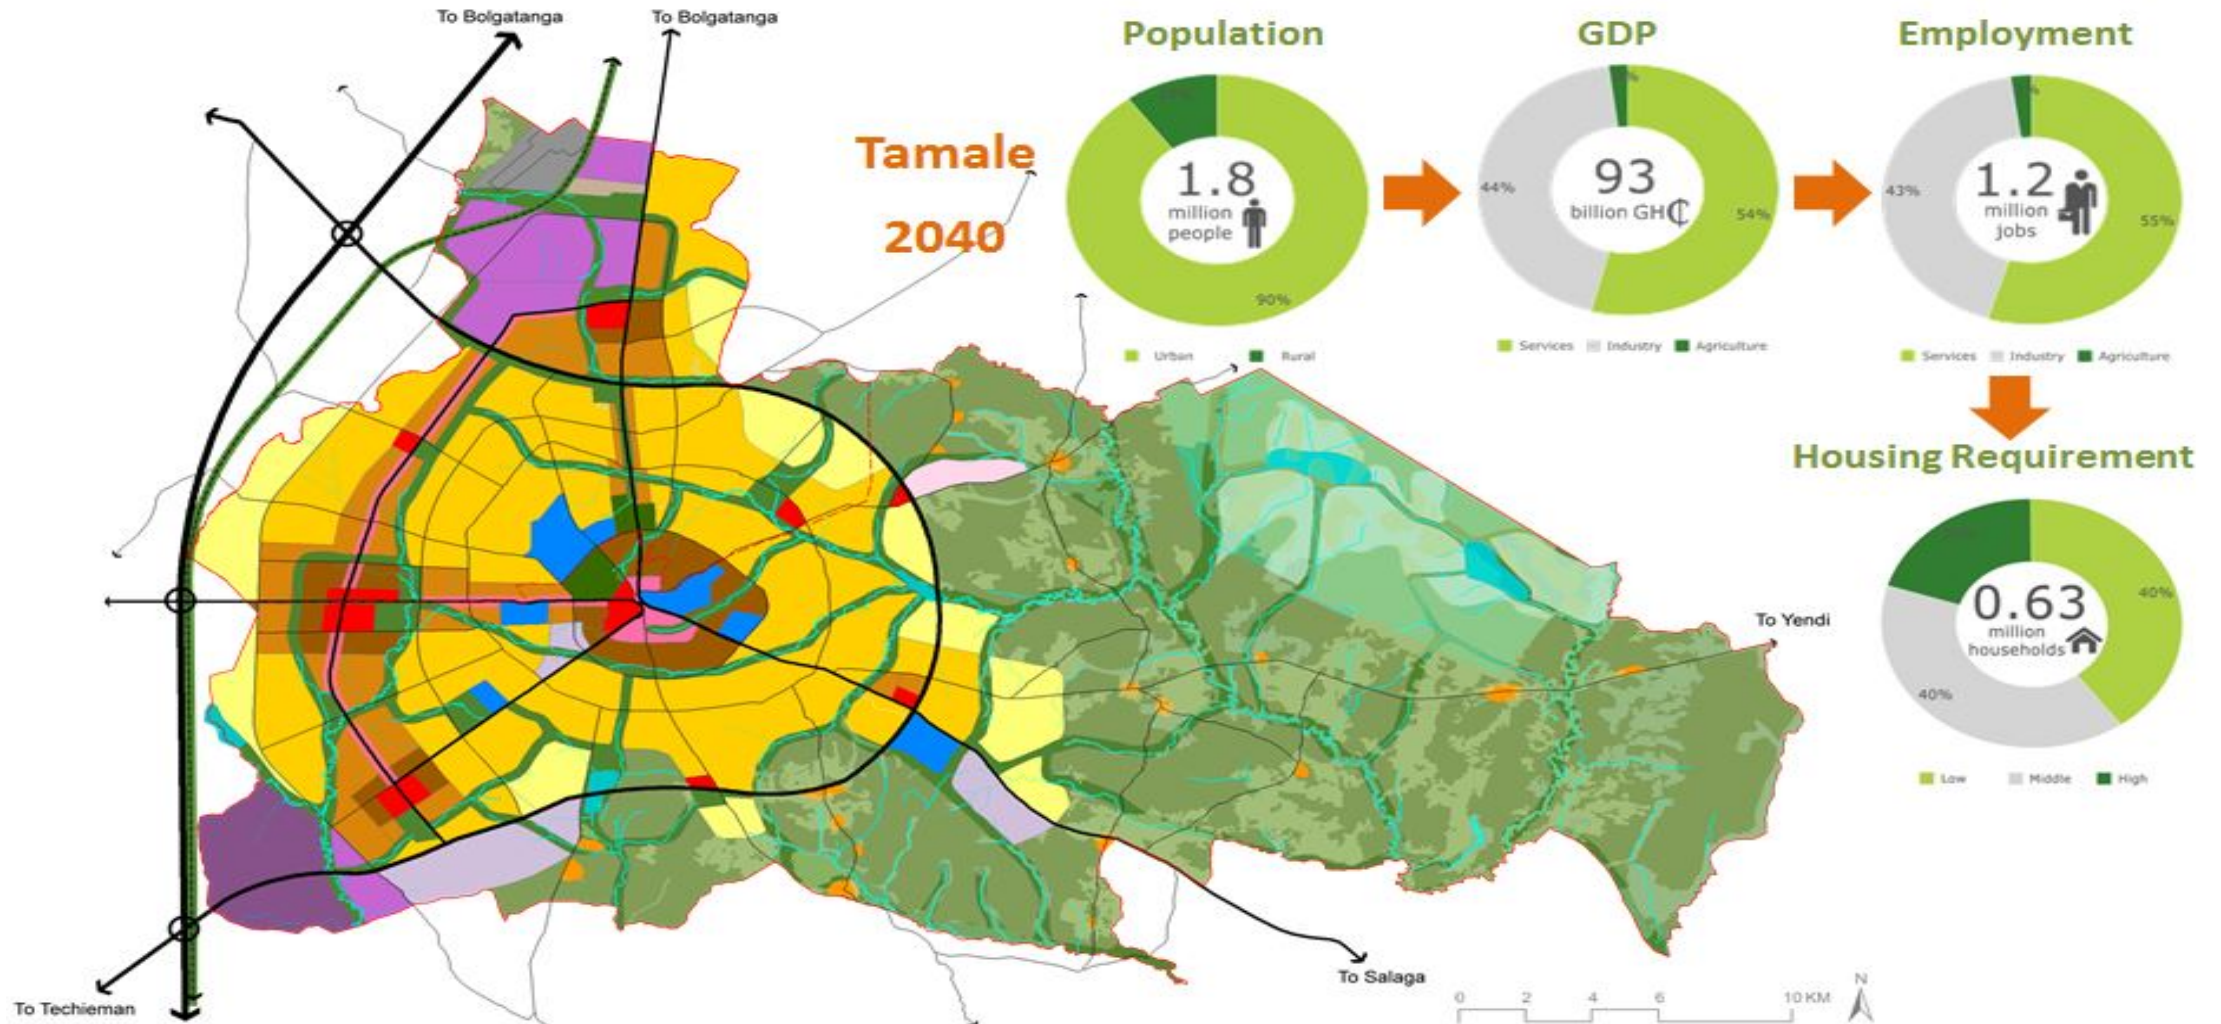 To Bolgatanga
To Bolgatanga
Tamale
2040
Population
1.8
million
people
90%
Urban Rural
GDP
93
billion GH₵
44%
54%
Services Industry Agriculture
Employment
1.2
million
jobs
43%
55%
Services Industry Agriculture
Housing Requirement
0.63
million
households
40%
40%
Low Middle High
To Yendi
To Salaga
To Techieman
0 2 4 6 10 KM
N